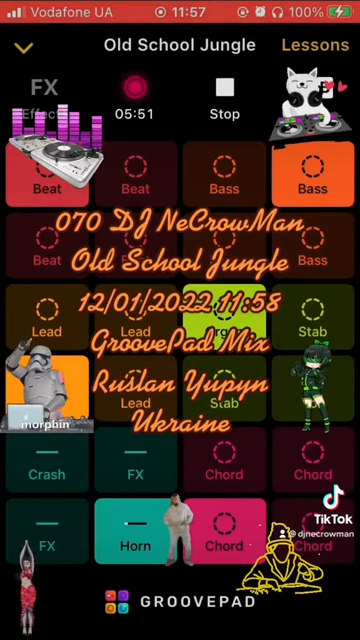 Vodafone UA 11:57 100%
Old School Jungle Lessons
FX
Effects 05:51 Stop
Beat Beat Bass Bass
070 DJ NeCrowMan
Bass
Old School Jungle
12/01/2022 11:58
Lead Lead Stab
GroovePad Mix
Ruslan Yupyn
Lead Stab
morphin
Ukraine
Crash FX Chord Chord
TikTok
@djnecrowman
FX Horn Chord Chord
GROOVEPAD